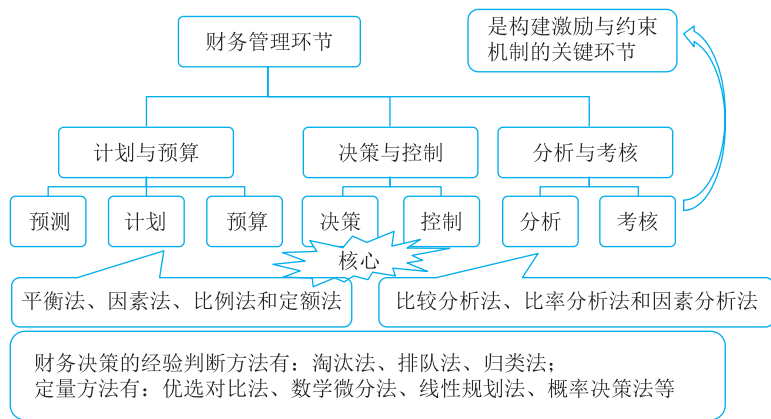 财务管理环节
是构建激励与约束
机制的关键环节
计划与预算
决策与控制
分析与考核
预测
计划
预算
决策
控制
分析
考核
核心
平衡法、因素法、比例法和定额法
比较分析法、比率分析法和因素分析法
财务决策的经验判断方法有：淘汰法、排队法、归类法；
定量方法有：优选对比法、数学微分法、线性规划法、概率决策法等